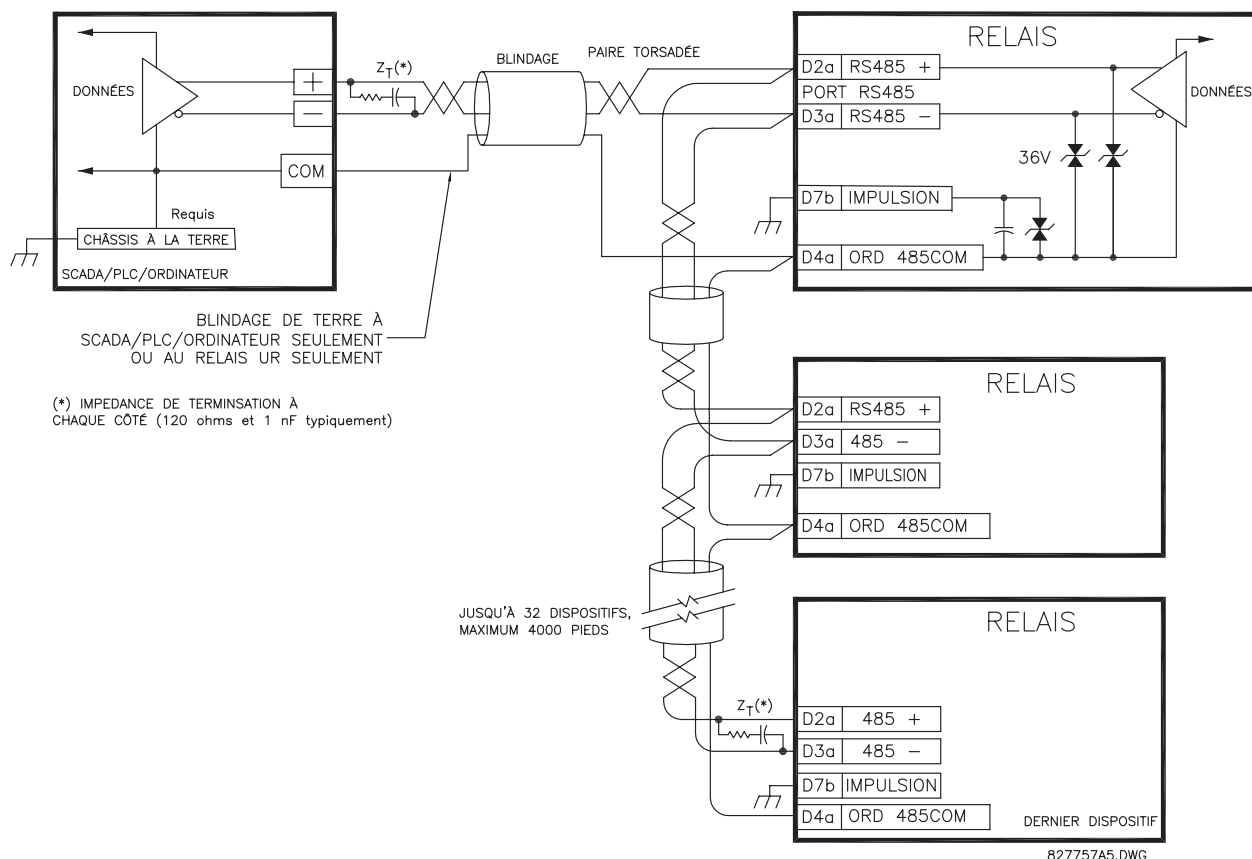 DONNÉES
+
−
COM
Requis
CHÂSSIS À LA TERRE
SCADA/PLC/ORDINATEUR
ZT(*)
BLINDAGE
PAIRE TORSADÉE
BLINDAGE DE TERRE À
SCADA/PLC/ORDINATEUR SEULEMENT
OU AU RELAIS UR SEULEMENT
(*) IMPEDANCE DE TERMINSATION À
CHAQUE CÔTÉ (120 ohms et 1 nF typiquement)
RELAIS
D2a RS485 +
PORT RS485
D3a RS485 −
DONNÉES
36V
D7b IMPULSION
D4a ORD 485COM
RELAIS
D2a RS485 +
D3a 485 −
D7b IMPULSION
D4a ORD 485COM
JUSQU'À 32 DISPOSITIFS,
MAXIMUM 4000 PIEDS
RELAIS
ZT(*)
D2a 485 +
D3a 485 −
D7b IMPULSION
D4a ORD 485COM
DERNIER DISPOSITIF
827757A5.DWG